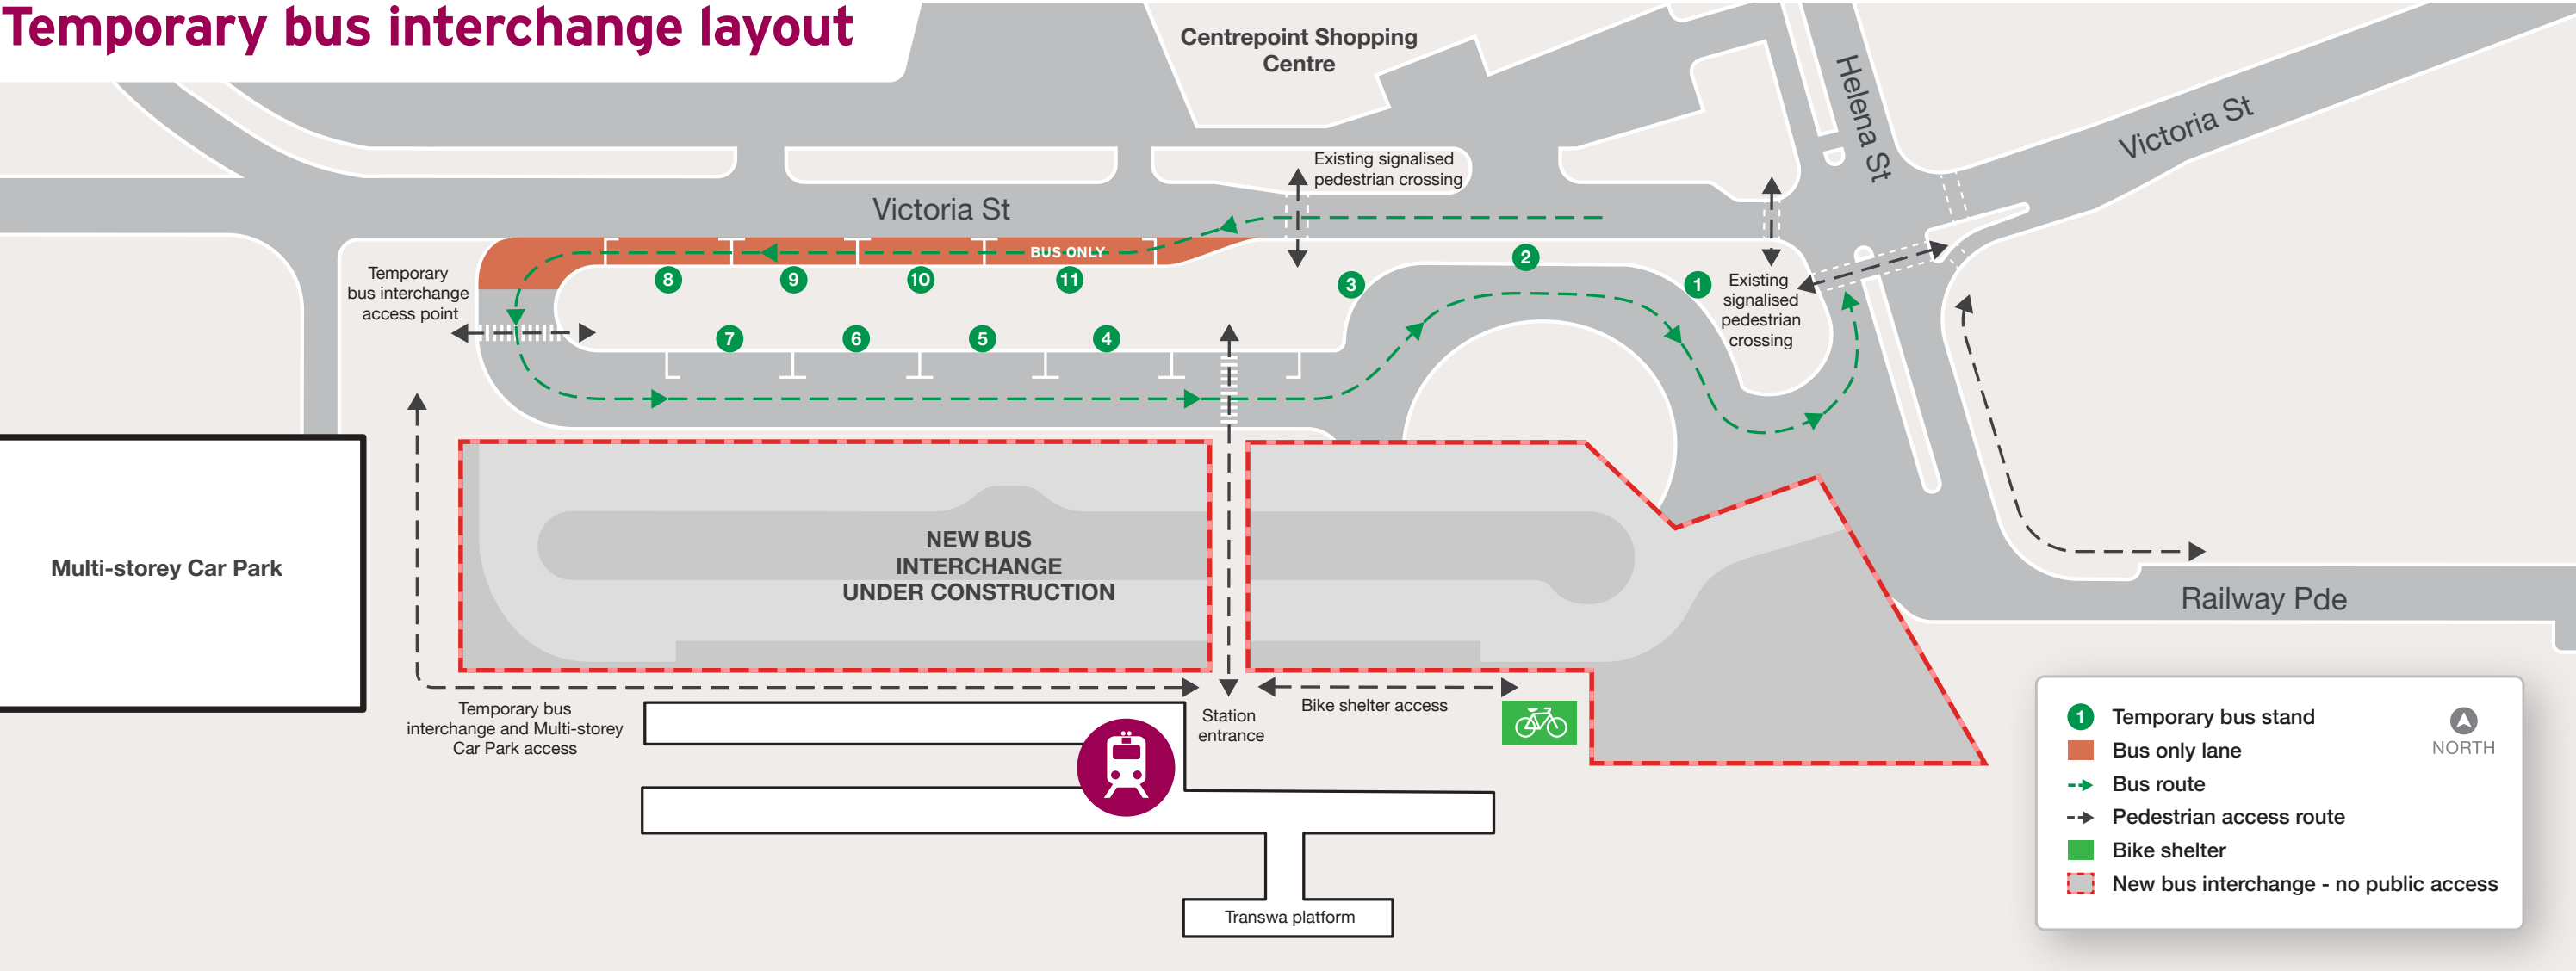 Temporary bus interchange layout
Centrepoint Shopping
Centre
Helena St
Victoria St
Existing signalised
pedestrian crossing
Victoria St
BUS ONLY
8
9
10
11
3
2
1
Temporary
bus interchange
access point
Existing
signalised
pedestrian
crossing
7
6
5
4
Multi-storey Car Park
NEW BUS
INTERCHANGE
UNDER CONSTRUCTION
Railway Pde
Temporary bus
interchange and Multi-storey
Car Park access
Station
entrance
Bike shelter access
Transwa platform
1 Temporary bus stand
NORTH
Bus only lane
Bus route
Pedestrian access route
Bike shelter
New bus interchange - no public access